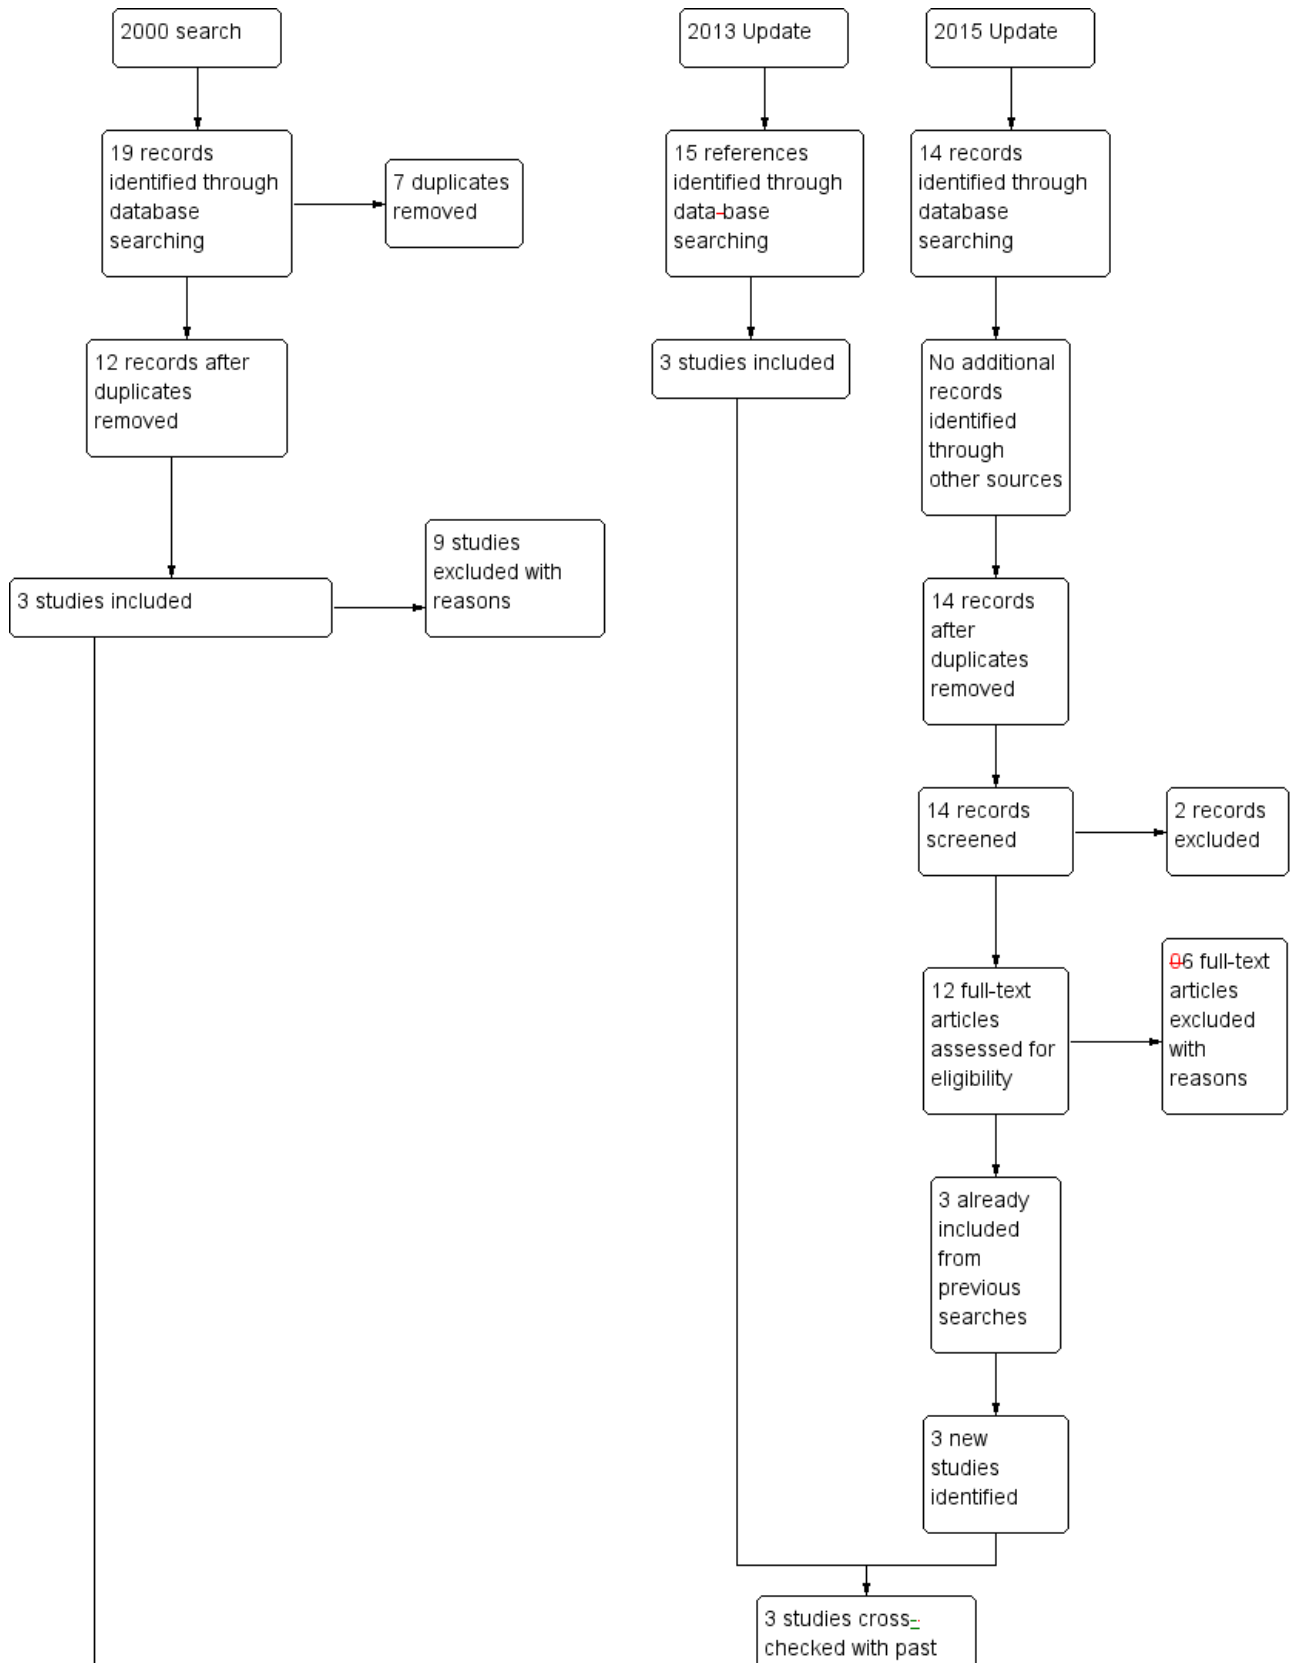 2000 search
19 records
identified through
database
searching
7 duplicates
removed
12 records after
duplicates
removed
3 studies included
9 studies
excluded with
reasons
2013 Update
15 references
identified through
data-base
searching
3 studies included
2015 Update
14 records
identified through
database
searching
No additional
records
identified
through
other sources
14 records
after
duplicates
removed
14 records
screened
2 records
excluded
12 full-text
articles
assessed for
eligibility
06 full-text
articles
excluded
with
reasons
3 already
included
from
previous
searches
3 new
studies
identified
3 studies cross-
checked with past